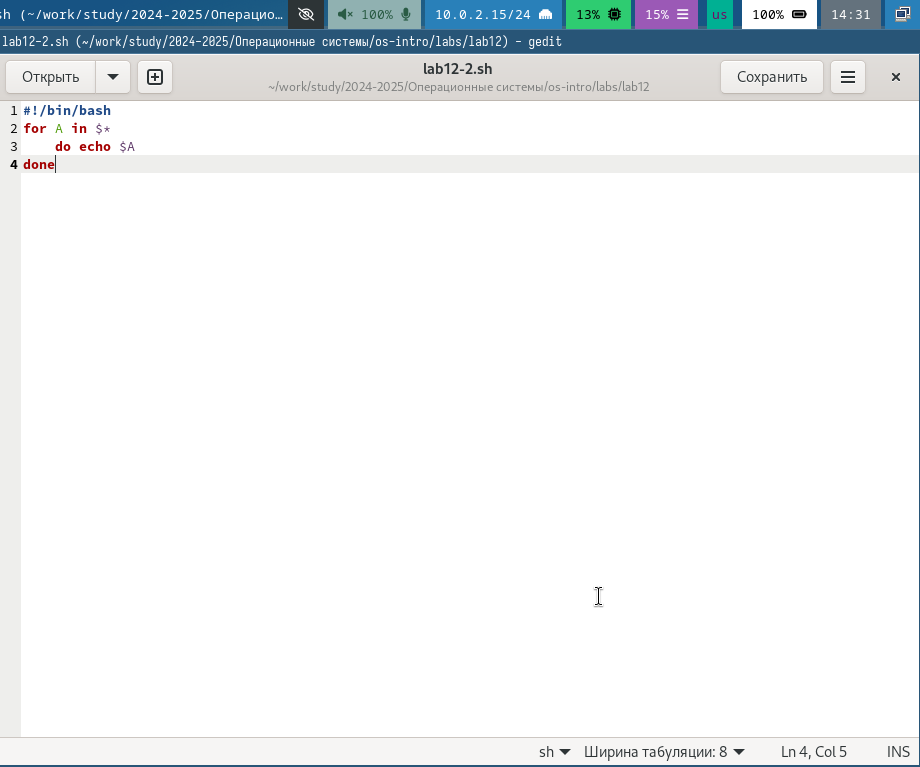 sh (~/work/study/2024-2025/Операцио… 100% 10.0.2.15/24 13% 15% us 100% 14:31
lab12-2.sh (~/work/study/2024-2025/Операционные системы/os-intro/labs/lab12) – gedit
Открыть lab12-2.sh Сохранить
~/work/study/2024-2025/Операционные системы/os-intro/labs/lab12
1 #!/bin/bash
2 for A in $*
3     do echo $A
4 done
sh Ширина табуляции: 8 Ln 4, Col 5 INS